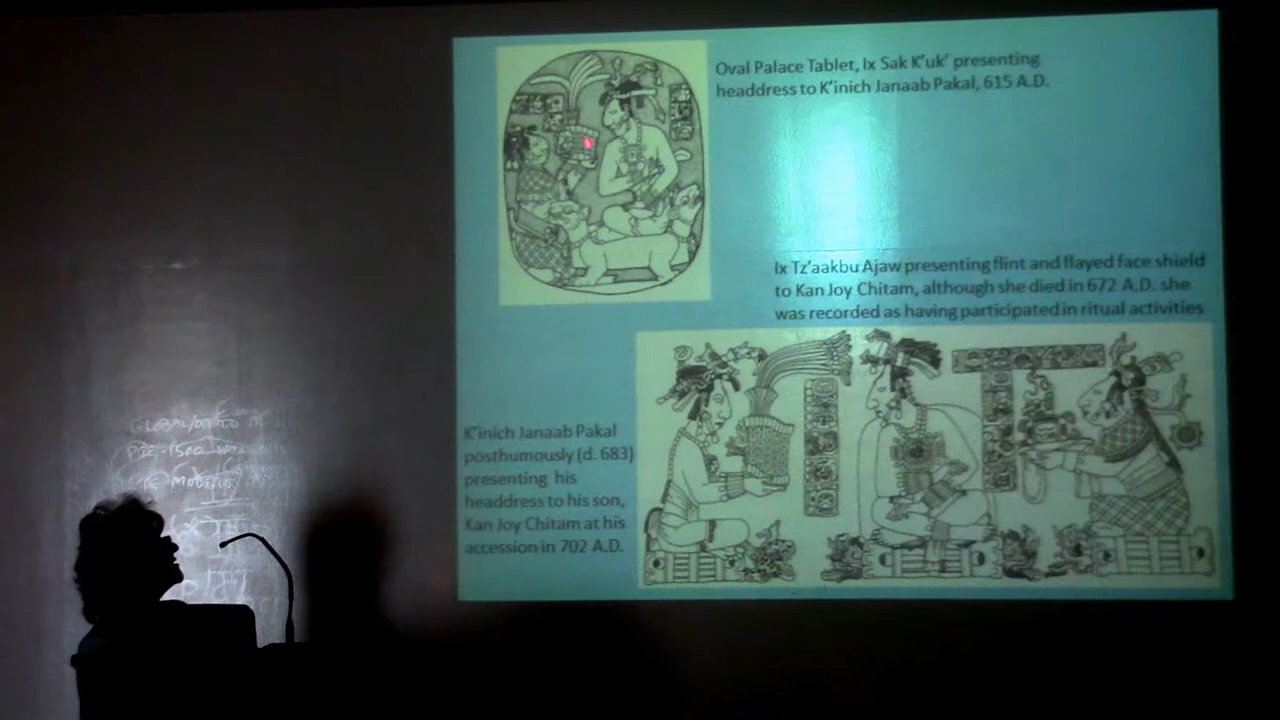 Oval Palace Tablet, Ix Sak K'uk' presenting
headdress to K'inich Janaab Pakal, 615 A.D.
Ix Tz'aakbu Ajaw presenting flint and flayed face shield
to Kan Joy Chitam, although she died in 672 A.D. she
was recorded as having participated in ritual activities
K'inich Janaab Pakal
posthumously (d. 683)
presenting his
headdress to his son,
Kan Joy Chitam at his
accession in 702 A.D.
GLOBAL
PRE-1500